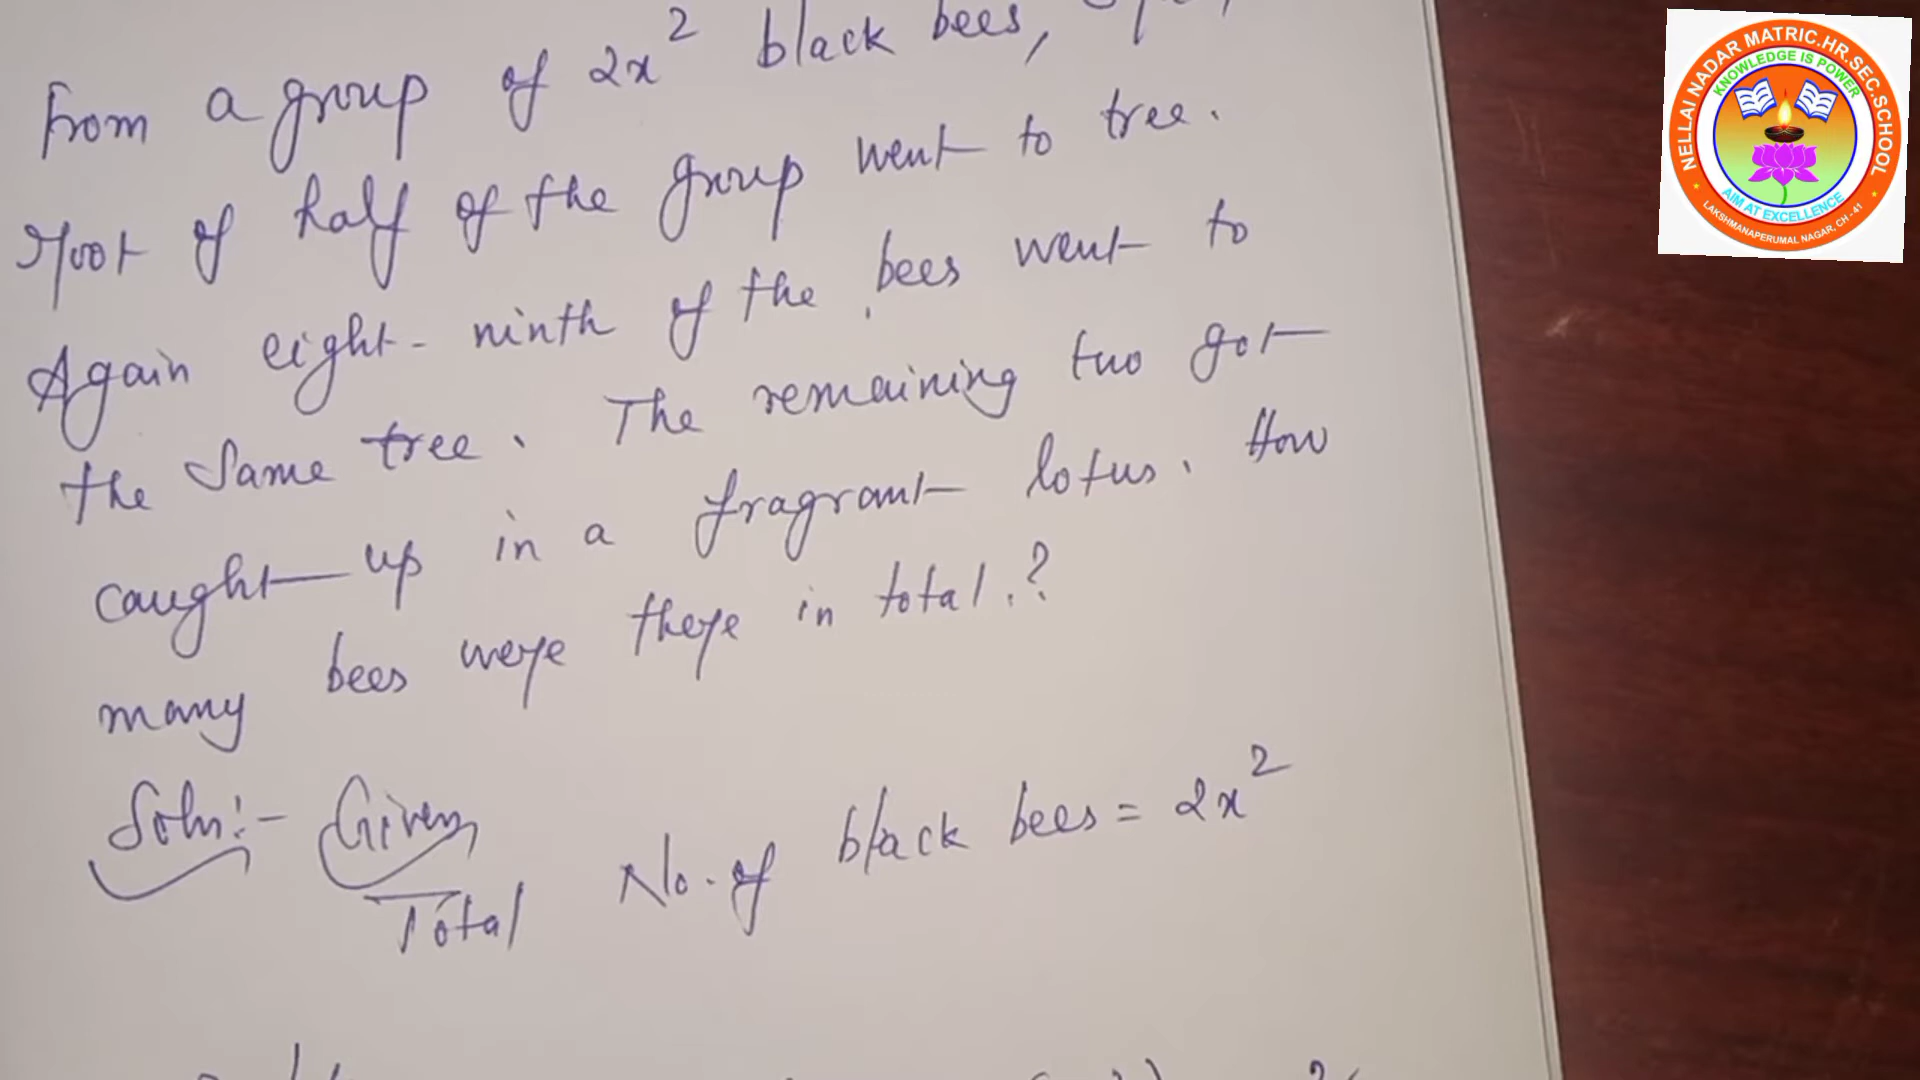 From a group of 2x² black bees,
root of half of the group went to tree.
Again eight-ninth of the bees went to
the same tree. The remaining two got
caught up in a fragrant lotus. How
many bees were there in total.?
Soln:- Given
Total No. of black bees = 2x²
NELLAI NADAR MATRIC.HR.SEC.SCHOOL
KNOWLEDGE IS POWER
AIM AT EXCELLENCE
LAKSHMANAPERUMAL NAGAR, CH - 41